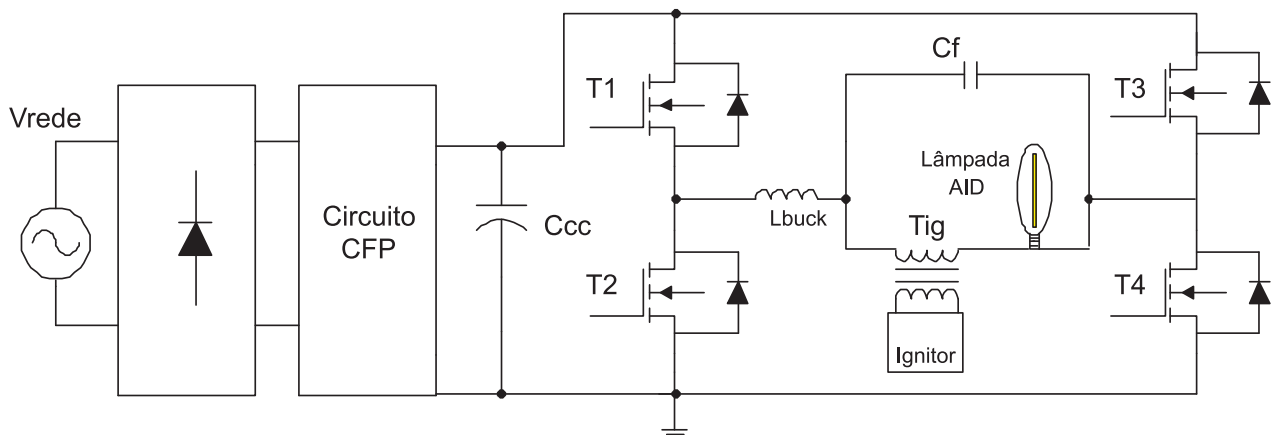 Vrede
Circuito
CFP
Ccc
T1
T2
Lbuck
Cf
Lâmpada
AID
Tig
Ignitor
T3
T4